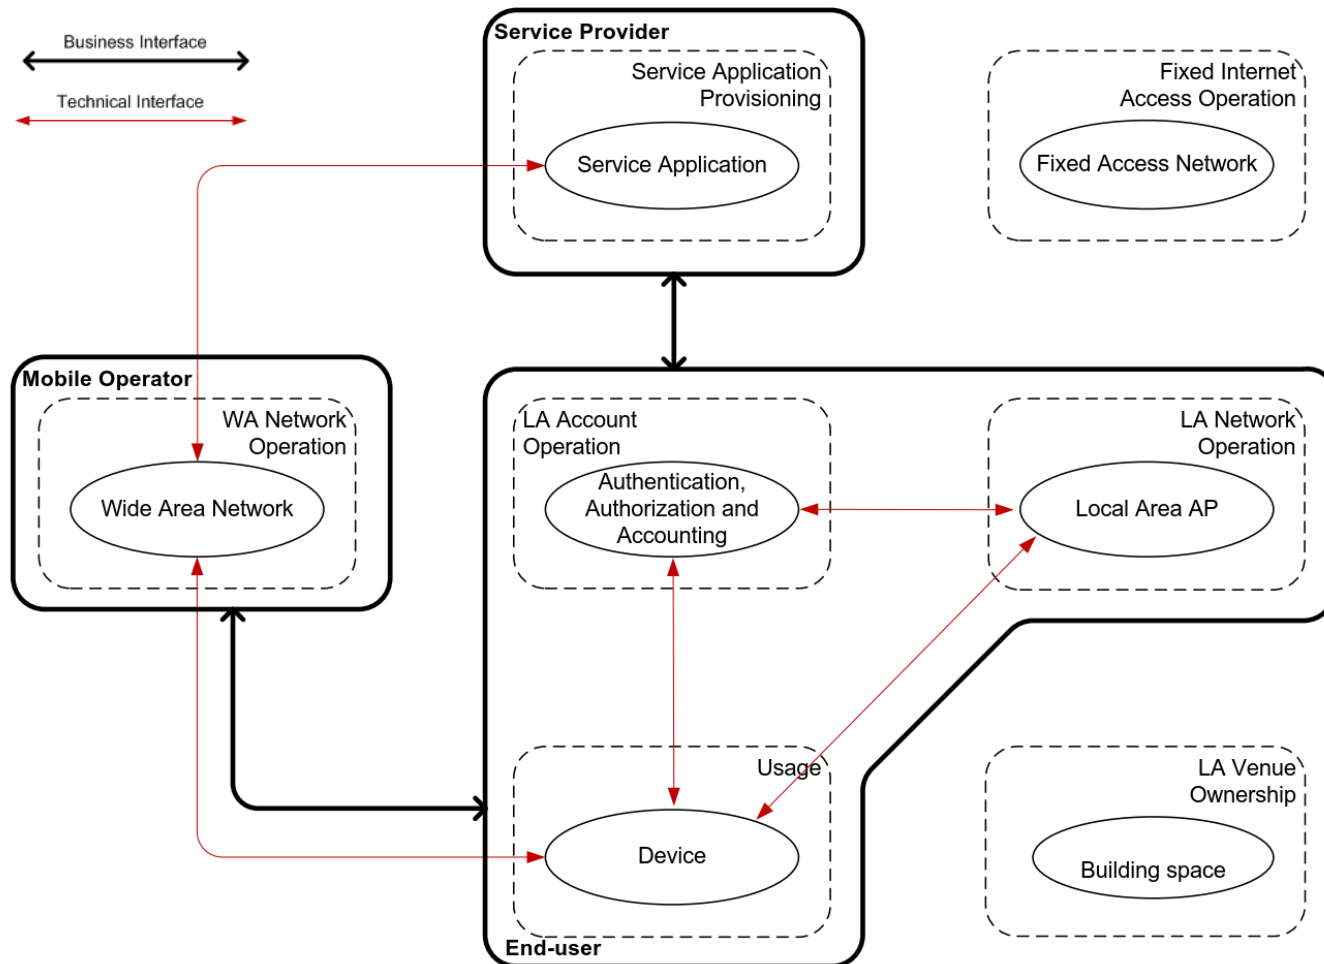 Business Interface
Technical Interface
Service Provider
Service Application
Provisioning
Service Application
Fixed Internet
Access Operation
Fixed Access Network
Mobile Operator
WA Network
Operation
Wide Area Network
LA Account
Operation
Authentication,
Authorization and
Accounting
LA Network
Operation
Local Area AP
Usage
Device
End-user
LA Venue
Ownership
Building space